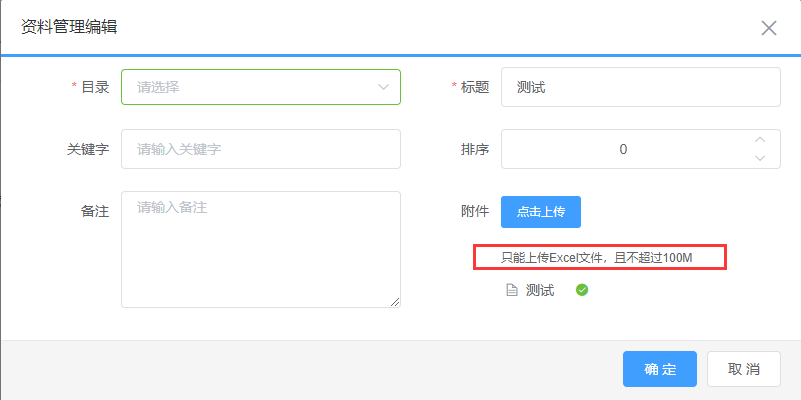 资料管理编辑
* 目录 请选择
* 标题 测试
关键字 请输入关键字
排序 0
备注 请输入备注
附件 点击上传
只能上传Excel文件，且不超过100M
测试
确 定 取 消